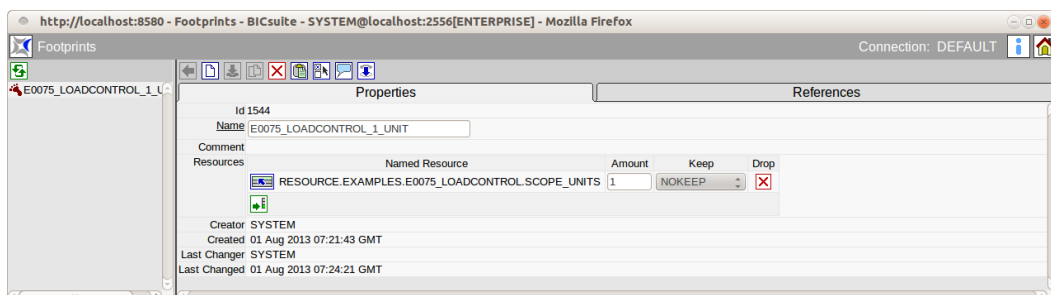 http://localhost:8580 - Footprints - BICsuite - SYSTEM@localhost:2556[ENTERPRISE] - Mozilla Firefox
Footprints Connection: DEFAULT
E0075_LOADCONTROL_1_U
Properties References
Id 1544
Name E0075_LOADCONTROL_1_UNIT
Comment
Resources Named Resource Amount Keep Drop
RESOURCE.EXAMPLES.E0075_LOADCONTROL.SCOPE_UNITS 1 NOKEEP
Creator SYSTEM
Created 01 Aug 2013 07:21:43 GMT
Last Changer SYSTEM
Last Changed 01 Aug 2013 07:24:21 GMT